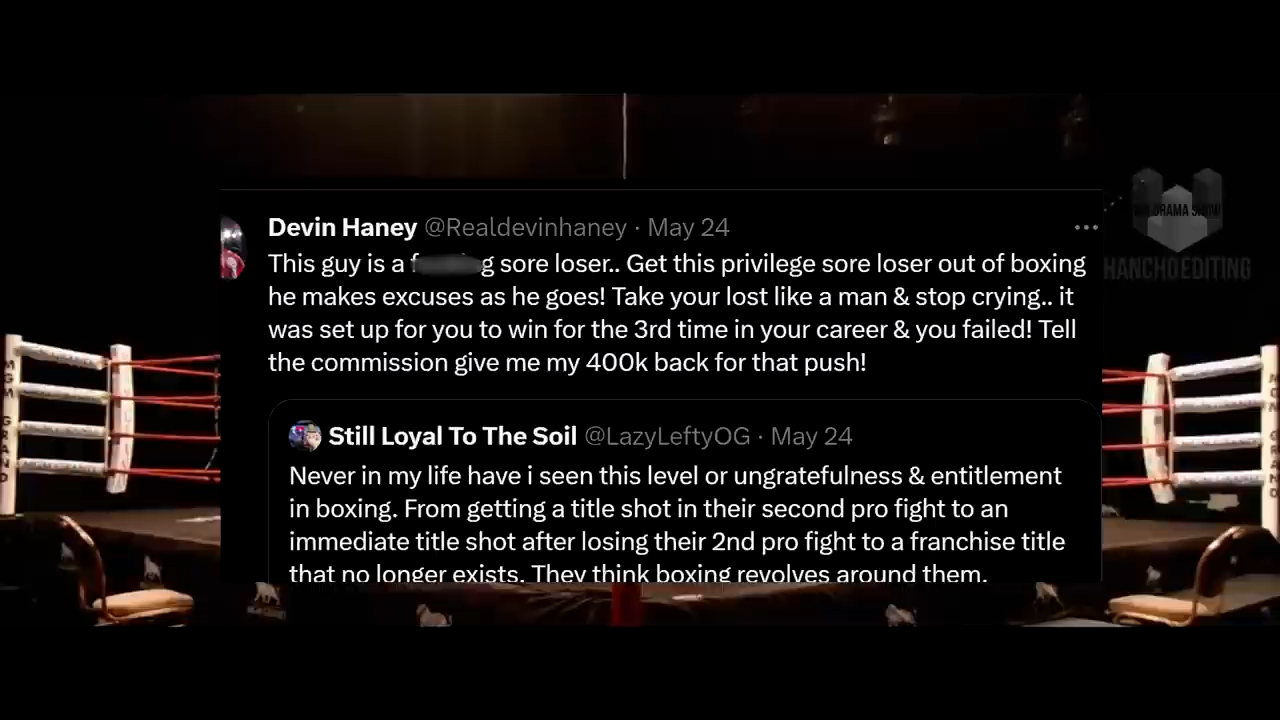 Devin Haney @Realdevinhaney · May 24
This guy is a f g sore loser.. Get this privilege sore loser out of boxing
he makes excuses as he goes! Take your lost like a man & stop crying.. it
was set up for you to win for the 3rd time in your career & you failed! Tell
the commission give me my 400k back for that push!
Still Loyal To The Soil @LazyLeftyOG · May 24
Never in my life have i seen this level or ungratefulness & entitlement
in boxing. From getting a title shot in their second pro fight to an
immediate title shot after losing their 2nd pro fight to a franchise title
that no longer exists. They think boxing revolves around them.
DRAMA SHOW
HANCHOEDITING
MGM GRAND